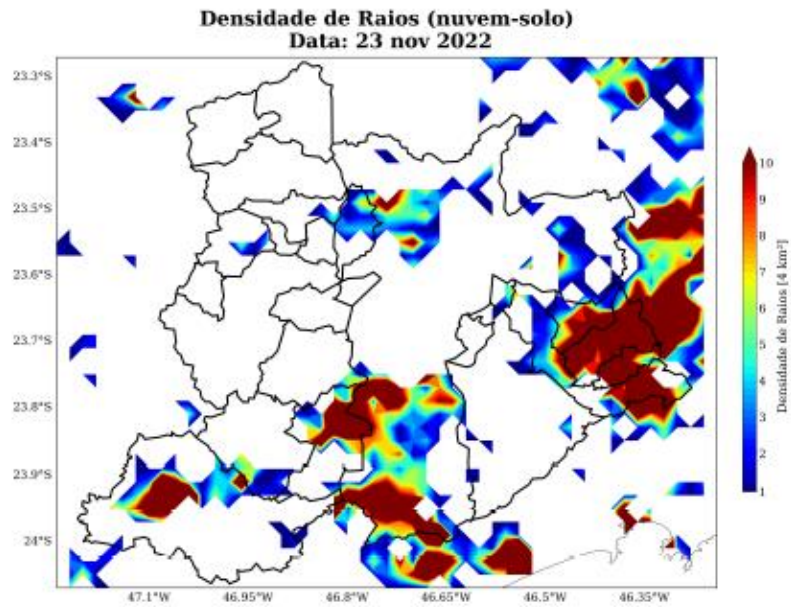 Densidade de Raios (nuvem-solo)
Data: 23 nov 2022
23.3°S
23.4°S
23.5°S
23.6°S
23.7°S
23.8°S
23.9°S
24°S
47.1°W
46.95°W
46.8°W
46.65°W
46.5°W
46.35°W
10
9
8
7
6
5
4
3
2
1
Densidade de Raios [4 km²]